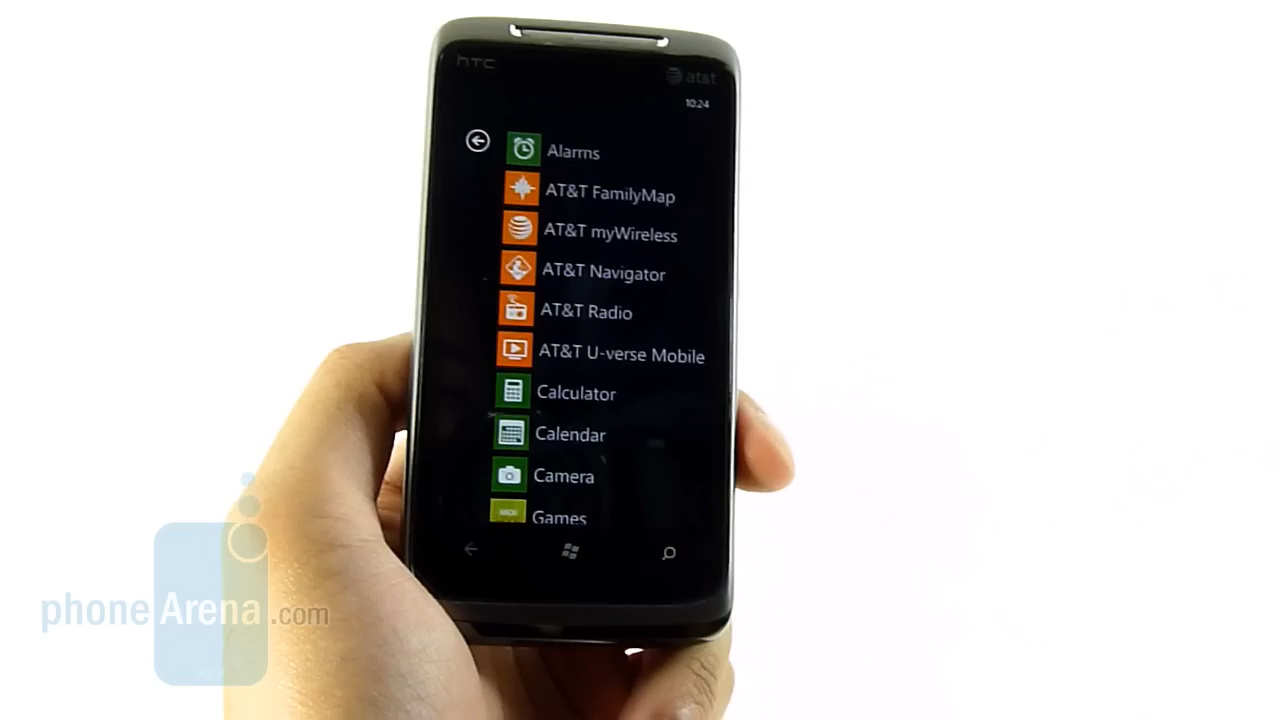 hTC
at&t
10:24
Alarms
AT&T FamilyMap
AT&T myWireless
AT&T Navigator
AT&T Radio
AT&T U-verse Mobile
Calculator
Calendar
Camera
Games
phoneArena.com